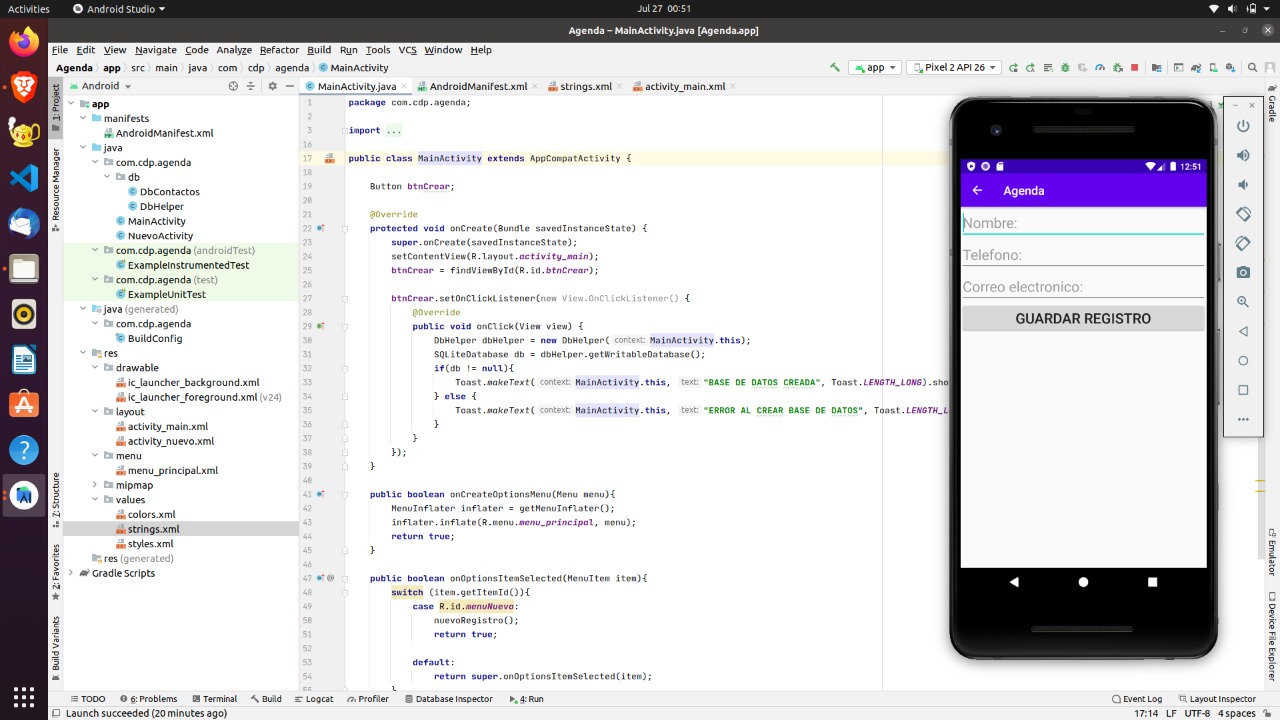 Activities
Android Studio
Jul 27 00:51
Agenda – MainActivity.java [Agenda.app]
File Edit View Navigate Code Analyze Refactor Build Run Tools VCS Window Help
Agenda app src main java com cdp agenda MainActivity
app
Pixel 2 API 26
1: Project
Resource Manager
7: Structure
2: Favorites
Build Variants
Android
app
manifests
AndroidManifest.xml
java
com.cdp.agenda
db
DbContactos
DbHelper
MainActivity
NuevoActivity
com.cdp.agenda (androidTest)
ExampleInstrumentedTest
com.cdp.agenda (test)
ExampleUnitTest
java (generated)
com.cdp.agenda
BuildConfig
res
drawable
ic_launcher_background.xml
ic_launcher_foreground.xml (v24)
layout
activity_main.xml
activity_nuevo.xml
menu
menu_principal.xml
mipmap
values
colors.xml
strings.xml
styles.xml
res (generated)
Gradle Scripts
MainActivity.java
AndroidManifest.xml
strings.xml
activity_main.xml
1 package com.cdp.agenda;
2
3 import ...
16
17 public class MainActivity extends AppCompatActivity {
18
19 Button btnCrear;
20
21 @Override
22 protected void onCreate(Bundle savedInstanceState) {
23 super.onCreate(savedInstanceState);
24 setContentView(R.layout.activity_main);
25 btnCrear = findViewById(R.id.btnCrear);
26
27 btnCrear.setOnClickListener(new View.OnClickListener() {
28 @Override
29 public void onClick(View view) {
30 DbHelper dbHelper = new DbHelper( context: MainActivity.this);
31 SQLiteDatabase db = dbHelper.getWritableDatabase();
32 if(db != null){
33 Toast.makeText( context: MainActivity.this, text: "BASE DE DATOS CREADA", Toast.LENGTH_LONG).sho
34 } else {
35 Toast.makeText( context: MainActivity.this, text: "ERROR AL CREAR BASE DE DATOS", Toast.LENGTH_L
36 }
37 }
38 });
39 }
40
41 public boolean onCreateOptionsMenu(Menu menu){
42 MenuInflater inflater = getMenuInflater();
43 inflater.inflate(R.menu.menu_principal, menu);
44 return true;
45 }
46
47 public boolean onOptionsItemSelected(MenuItem item){
48 switch (item.getItemId()){
49 case R.id.menuNuevo:
50 nuevoRegistro();
51 return true;
52
53 default:
54 return super.onOptionsItemSelected(item);
55 }
12:51
Agenda
Nombre:
Telefono:
Correo electronico:
GUARDAR REGISTRO
Gradle
Emulator
Device File Explorer
TODO
6: Problems
Terminal
Build
Logcat
Profiler
Database Inspector
4: Run
Event Log
Layout Inspector
Launch succeeded (20 minutes ago)
17:14 LF UTF-8 4 spaces